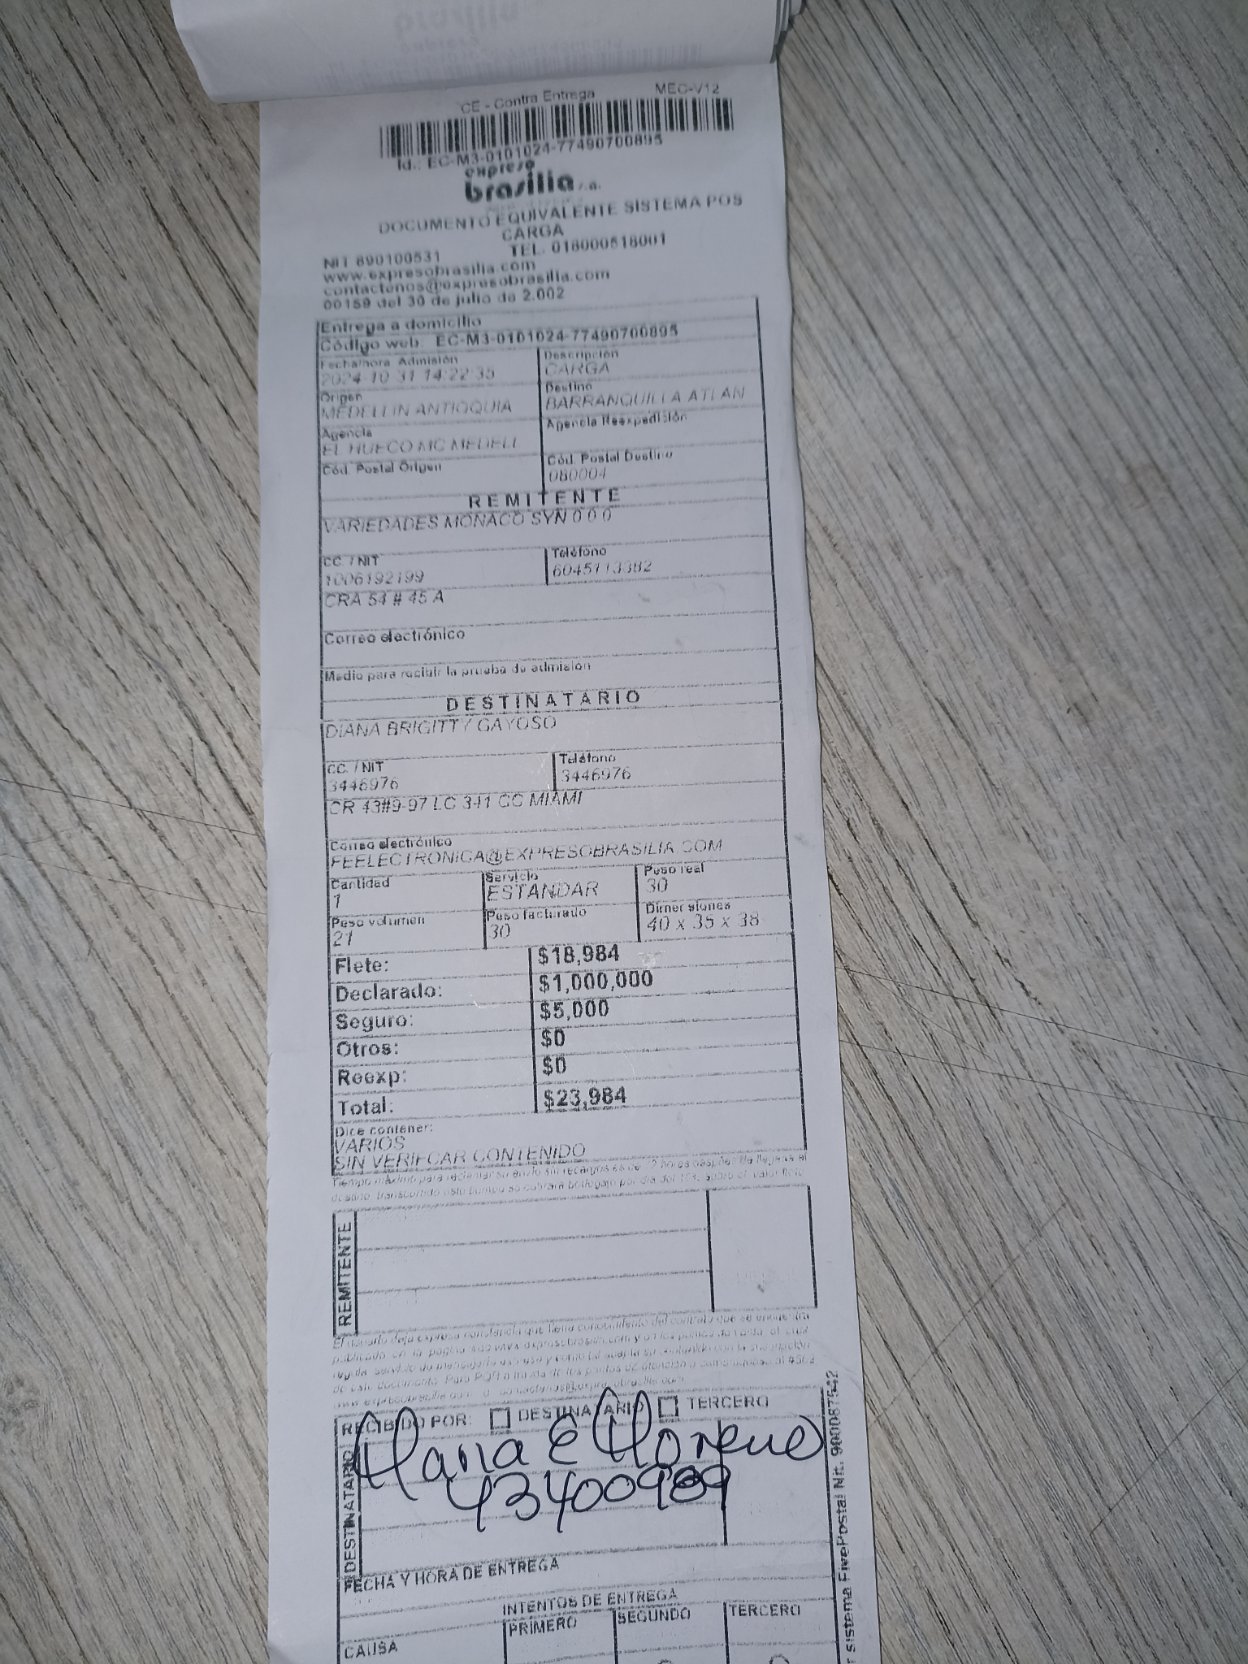 CE - Contra Entrega MEC-V12
Id.: EC-M3-0101024-77490700895
expreso
brasilia s.a.
DOCUMENTO EQUIVALENTE SISTEMA POS
CARGA
NIT 890100531 TEL. 018000518001
www.expresobrasilia.com
contactenos@expresobrasilia.com
00159 del 30 de julio de 2.002
Entrega a domicilio
Código web: EC-M3-0101024-77490700895
Fecha/hora Admisión Descripción
2024-10-31 14:22:35 CARGA
Origen Destino
MEDELLIN ANTIOQUIA BARRANQUILLA ATLAN
Agencia Agencia Reexpedición
EL HUECO MC MEDELL
Cód. Postal Origen Cód. Postal Destino
080004
REMITENTE
VARIEDADES MONACO SYN 0 0 0
CC. / NIT Teléfono
1006192199 6045113382
CRA 54 # 45 A
Correo electrónico
Medio para recibir la prueba de admisión
DESTINATARIO
DIANA BRIGITTY GAYOSO
CC. / NIT Teléfono
3446976 3446976
CR 43#9-97 LC 341 CC MIAMI
Correo electrónico
FEELECTRONICA@EXPRESOBRASILIA.COM
Cantidad Servicio Peso real
1 ESTANDAR 30
Peso volumen Peso facturado Dimensiones
21 30 40 x 35 x 38
Flete: $18,984
Declarado: $1,000,000
Seguro: $5,000
Otros: $0
Reexp: $0
Total: $23,984
Dice contener:
VARIOS
SIN VERIFCAR CONTENIDO
REMITENTE
RECIBIDO POR: DESTINATARIO TERCERO
DESTINATARIO
Maria E Moreno
43400989
FECHA Y HORA DE ENTREGA
INTENTOS DE ENTREGA
CAUSA PRIMERO SEGUNDO TERCERO
sistema FivePostal Nit. 900087542